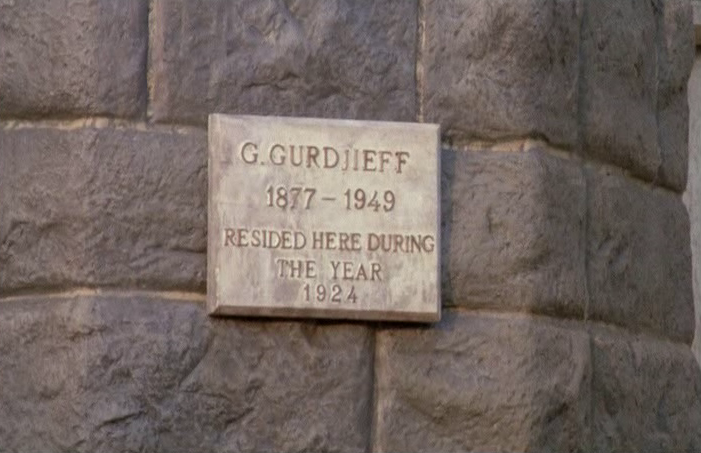 G. GURDJIEFF
1877 – 1949
RESIDED HERE DURING
THE YEAR
1924